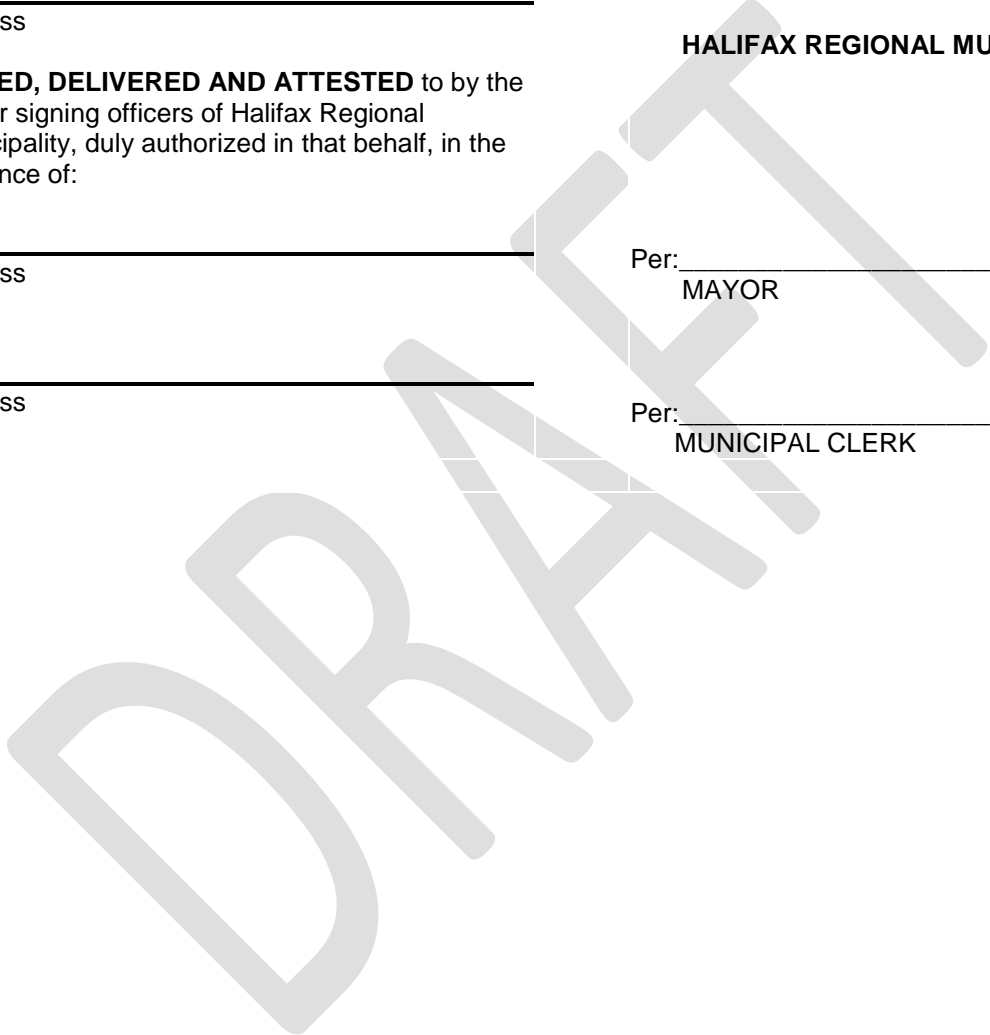 ss
HALIFAX REGIONAL MU
ED, DELIVERED AND ATTESTED to by the
r signing officers of Halifax Regional
cipality, duly authorized in that behalf, in the
nce of:
ss
Per:
MAYOR
ss
Per:
MUNICIPAL CLERK
DRAFT